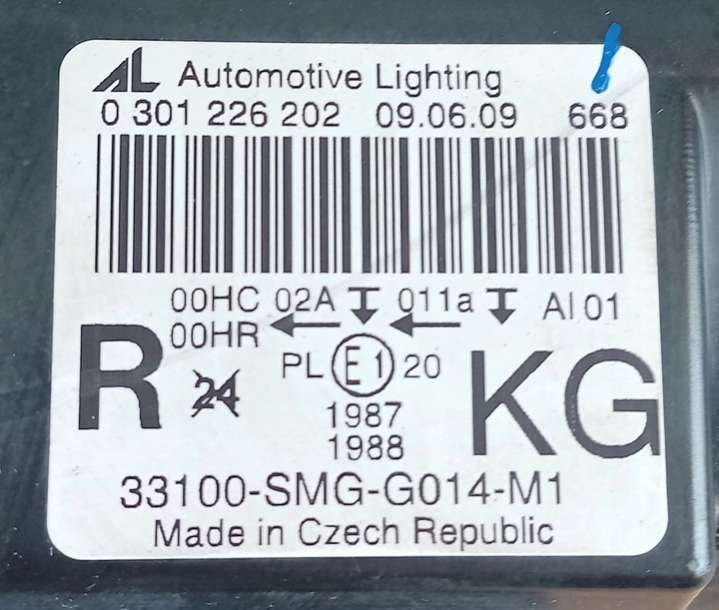 AL Automotive Lighting
0 301 226 202 09.06.09 668
00HC 02A 011a AI 01
00HR
R 24 PL E1 20 KG
1987
1988
33100-SMG-G014-M1
Made in Czech Republic